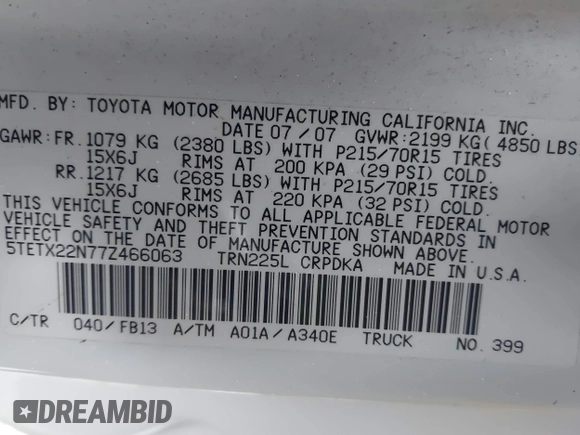 MFD. BY: TOYOTA MOTOR MANUFACTURING CALIFORNIA INC.
DATE 07/07 GVWR:2199 KG( 4850 LBS
GAWR:FR.1079 KG (2380 LBS) WITH P215/70R15 TIRES
15X6J RIMS AT 200 KPA (29 PSI) COLD.
RR.1217 KG (2685 LBS) WITH P215/70R15 TIRES
15X6J RIMS AT 220 KPA (32 PSI) COLD.
THIS VEHICLE CONFORMS TO ALL APPLICABLE FEDERAL MOTOR
VEHICLE SAFETY AND THEFT PREVENTION STANDARDS IN
EFFECT ON THE DATE OF MANUFACTURE SHOWN ABOVE.
5TETX22N77Z466063 TRN225L CRPDKA MADE IN U.S.A.
C/TR 040/FB13 A/TM A01A/A340E TRUCK NO. 399
DREAMBID